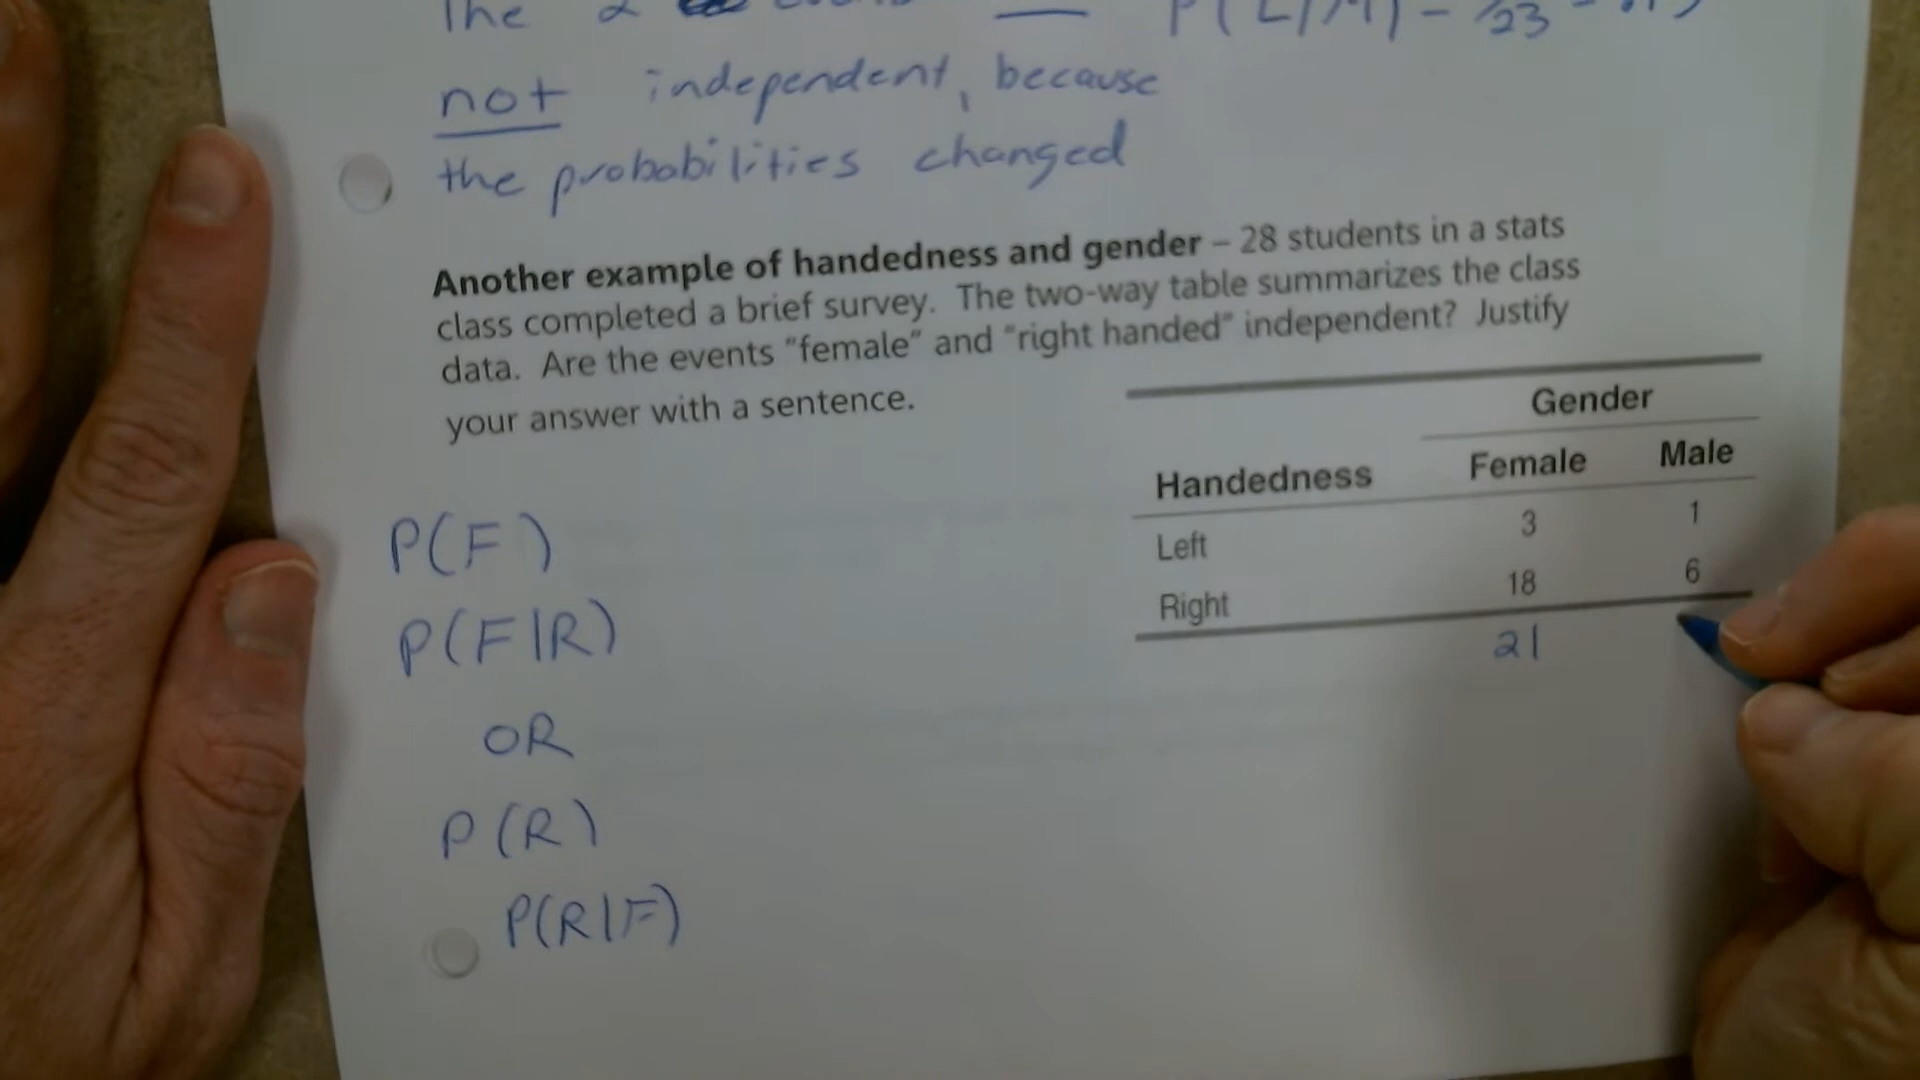 The 2
not independent, because
the probabilities changed
Another example of handedness and gender – 28 students in a stats
class completed a brief survey. The two-way table summarizes the class
data. Are the events "female" and "right handed" independent? Justify
your answer with a sentence.
Gender
Handedness Female Male
Left 3 1
Right 18 6
21
P(F)
P(F|R)
OR
P(R)
P(R|F)